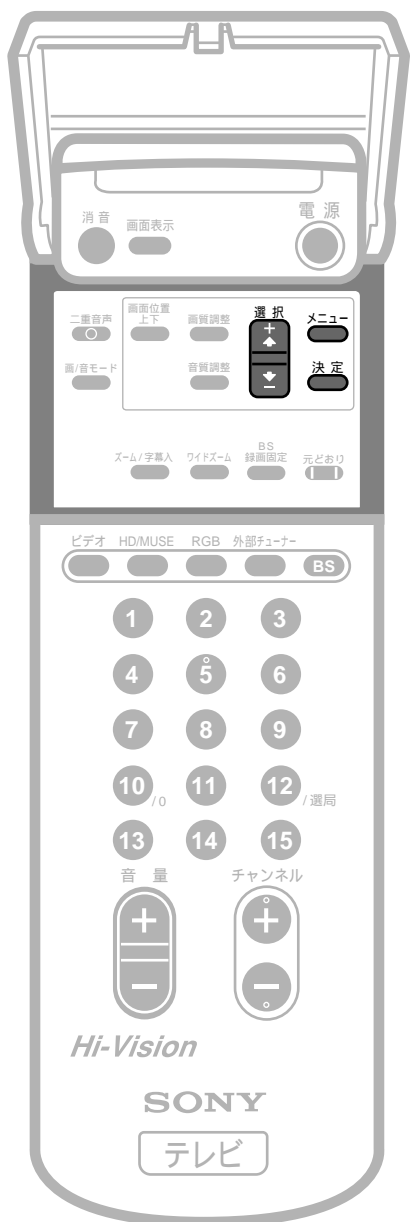 消音 画面表示 電源
二重音声 画面位置 上下 画質調整 選択 メニュー
+
画/音モード 音質調整 − 決定
ズーム/字幕入 ワイドズーム BS 録画固定 元どおり
ビデオ HD/MUSE RGB 外部チューナー BS
1 2 3
4 5 6
7 8 9
10 /0 11 12 /選局
13 14 15
音量 チャンネル
+ +
− −
Hi-Vision
SONY
テレビ